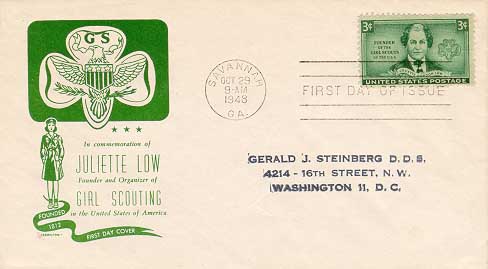 G S
In commemoration of
JULIETTE LOW
Founder and Organizer of
GIRL SCOUTING
in the United States of America
FOUNDED
1912
FIRST DAY COVER
SAVANNAH
OCT 29
9-AM
1948
GA.
3¢ 3¢
FOUNDER
OF THE
GIRL SCOUTS
OF THE U.S.A.
UNITED STATES POSTAGE
FIRST DAY OF ISSUE
GERALD J. STEINBERG D. D. S.
4214 - 16TH STREET, N. W.
WASHINGTON 11, D. C.